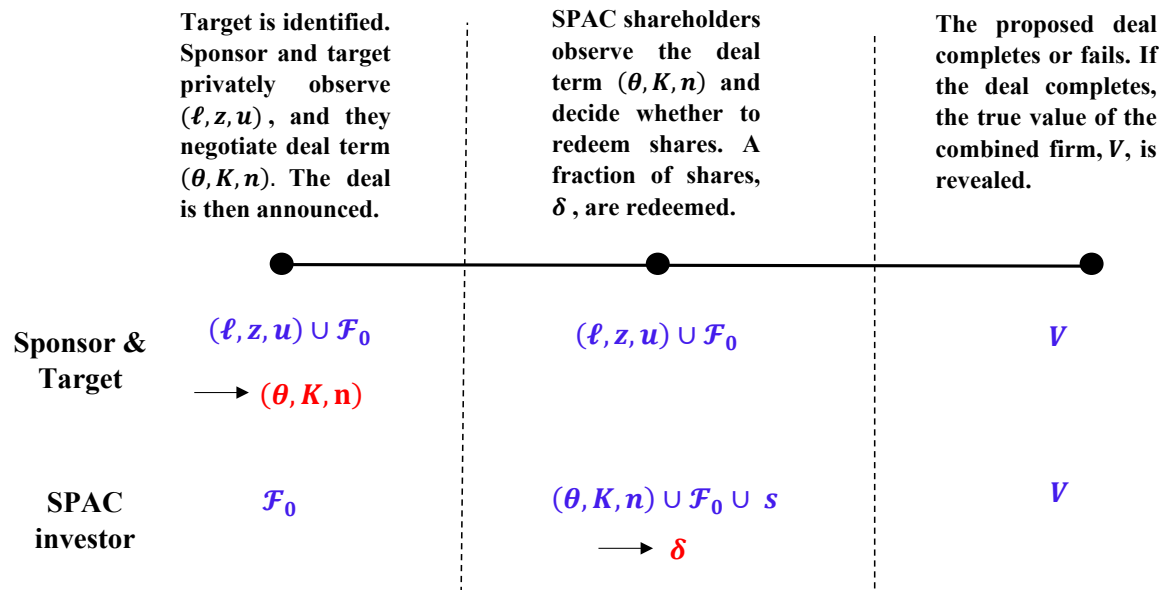 Target is identified.
Sponsor and target
privately observe
(ℓ, z, u), and they
negotiate deal term
(θ, K, n). The deal
is then announced.
SPAC shareholders
observe the deal
term (θ, K, n) and
decide whether to
redeem shares. A
fraction of shares,
δ, are redeemed.
The proposed deal
completes or fails. If
the deal completes,
the true value of the
combined firm, V, is
revealed.
Sponsor &
Target
(ℓ, z, u) ∪ ℱ₀
→ (θ, K, n)
(ℓ, z, u) ∪ ℱ₀
V
SPAC
investor
ℱ₀
(θ, K, n) ∪ ℱ₀ ∪ s
→ δ
V